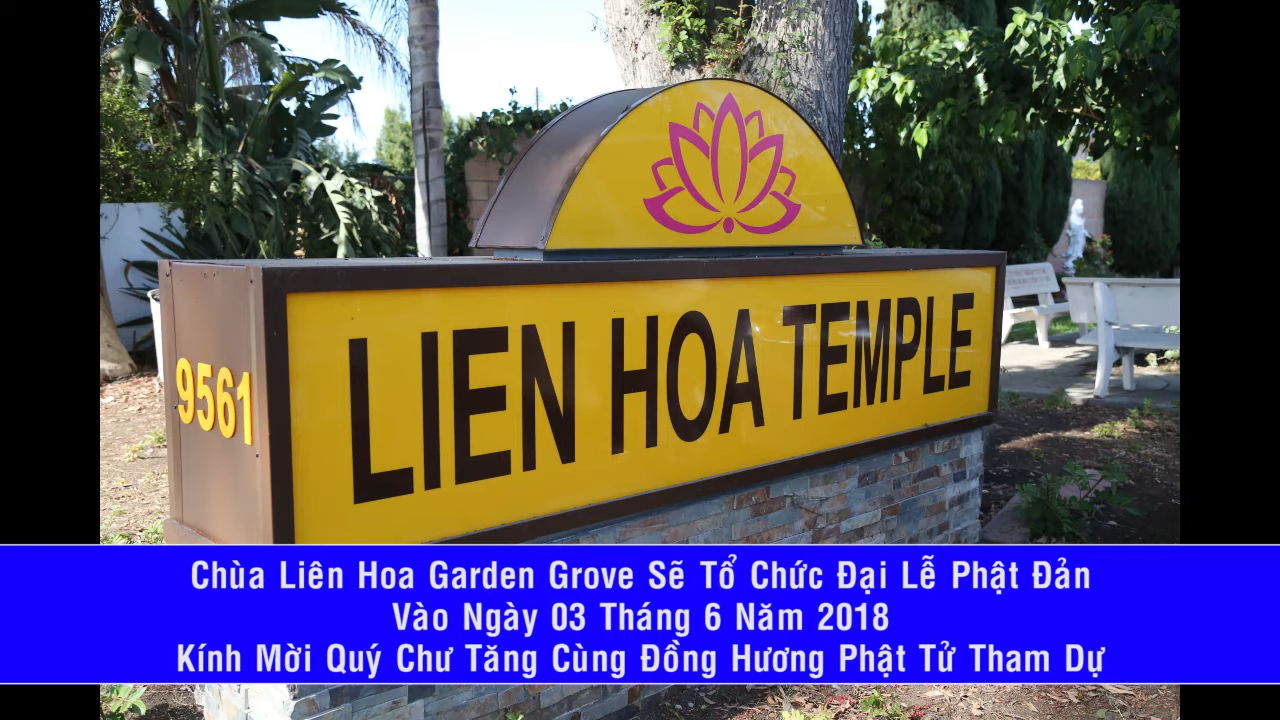 LIEN HOA TEMPLE
9561
Chùa Liên Hoa Garden Grove Sẽ Tổ Chức Đại Lễ Phật Đản
Vào Ngày 03 Tháng 6 Năm 2018
Kính Mời Quý Chư Tăng Cùng Đồng Hương Phật Tử Tham Dự